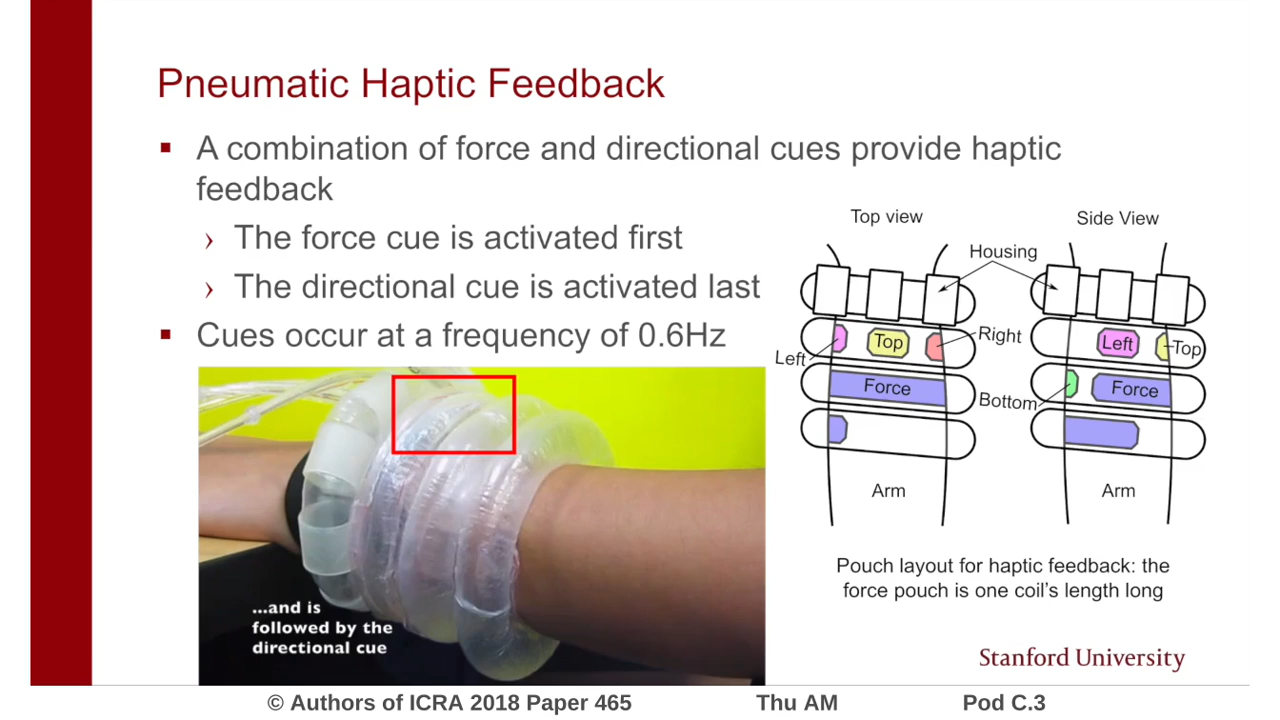 Pneumatic Haptic Feedback
▪ A combination of force and directional cues provide haptic
feedback
› The force cue is activated first
› The directional cue is activated last
▪ Cues occur at a frequency of 0.6Hz
Top view
Side View
Housing
Left
Top
Right
Left
Top
Force
Bottom
Force
Arm
Arm
...and is
followed by the
directional cue
Pouch layout for haptic feedback: the
force pouch is one coil's length long
Stanford University
© Authors of ICRA 2018 Paper 465 Thu AM Pod C.3